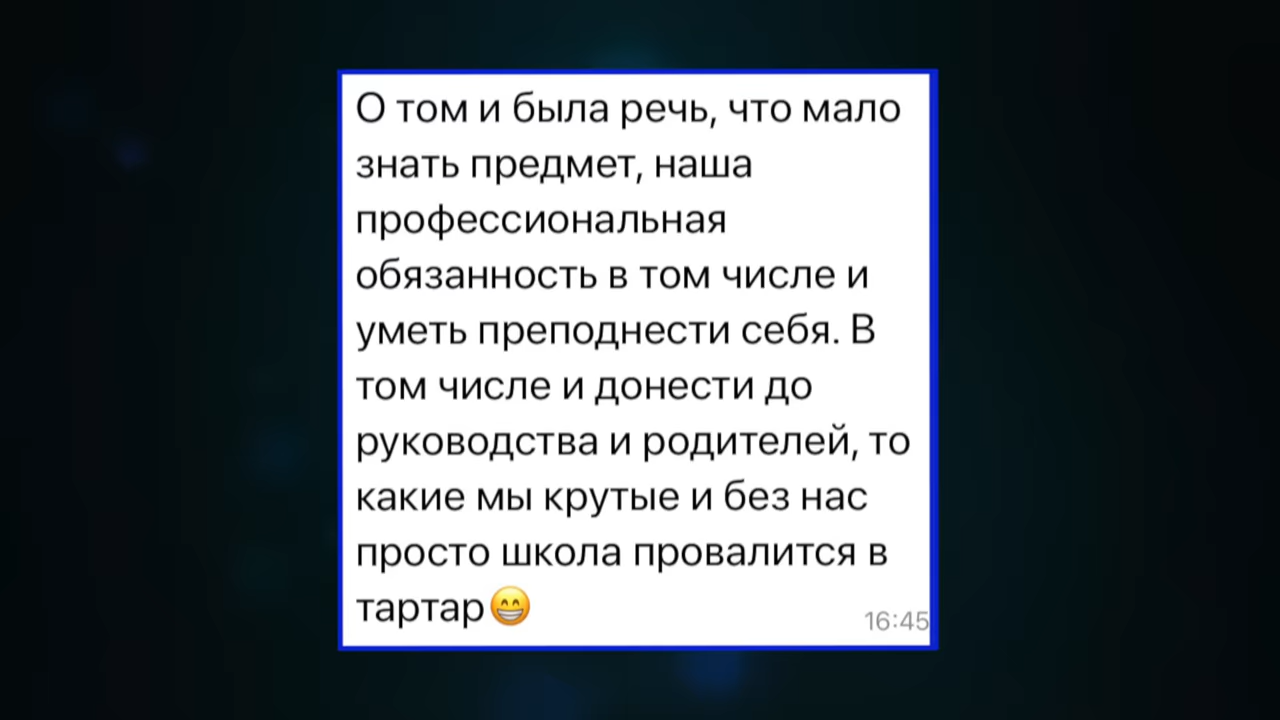 О том и была речь, что мало
знать предмет, наша
профессиональная
обязанность в том числе и
уметь преподнести себя. В
том числе и донести до
руководства и родителей, то
какие мы крутые и без нас
просто школа провалится в
тартар😁
16:45